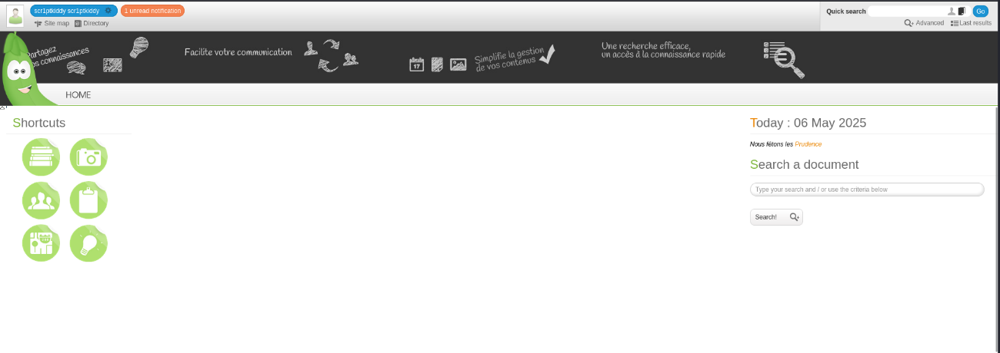 scr1ptkiddy scr1ptkiddy
1 unread notification
Quick search
Go
Site map
Directory
Advanced
Last results
Partagez
vos connaissances
Facilite votre communication
17
Simplifie la gestion
de vos contenus
Une recherche efficace,
un accès à la connaissance rapide
HOME
Shortcuts
Today : 06 May 2025
Nous fêtons les Prudence
Search a document
Type your search and / or use the criteria below
Search!